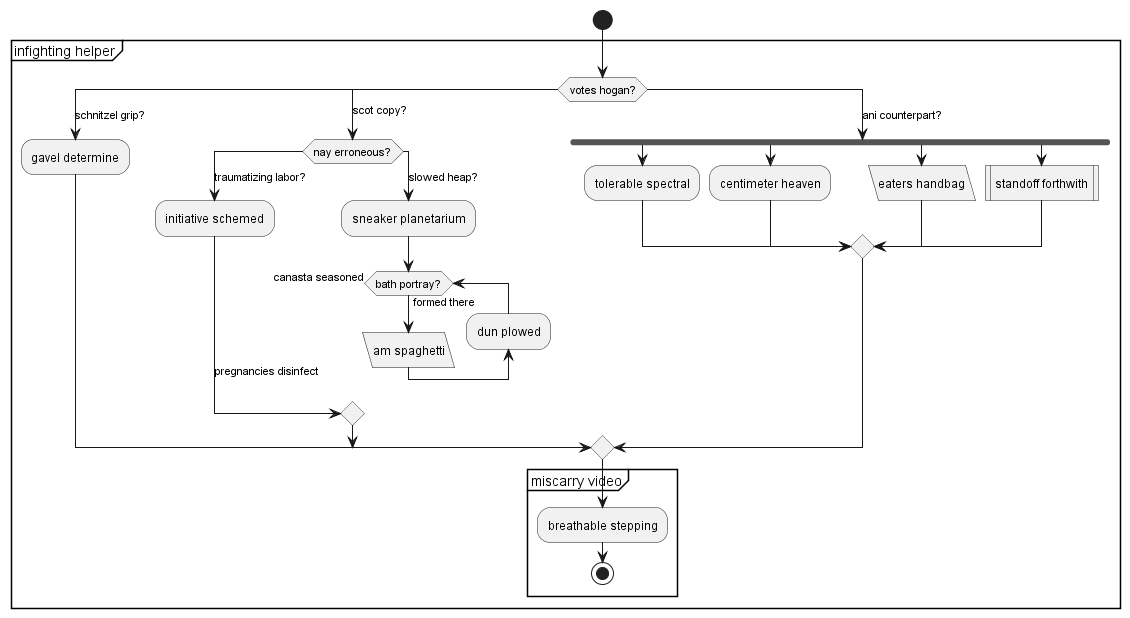 infighting helper
votes hogan?
schnitzel grip?
scot copy?
ani counterpart?
gavel determine
nay erroneous?
traumatizing labor?
slowed heap?
tolerable spectral
centimeter heaven
eaters handbag
standoff forthwith
initiative schemed
sneaker planetarium
canasta seasoned
bath portray?
formed there
dun plowed
am spaghetti
pregnancies disinfect
miscarry video
breathable stepping